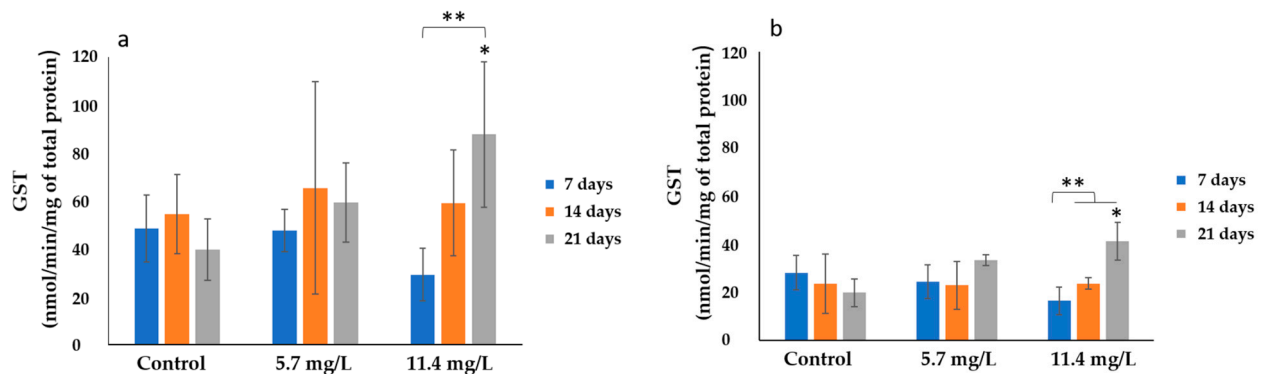 a
**
*
GST
(nmol/min/mg of total protein)
120
100
80
60
40
20
0
Control
5.7 mg/L
11.4 mg/L
7 days
14 days
21 days
b
**
*
GST
(nmol/min/mg of total protein)
120
100
80
60
40
20
0
Control
5.7 mg/L
11.4 mg/L
7 days
14 days
21 days